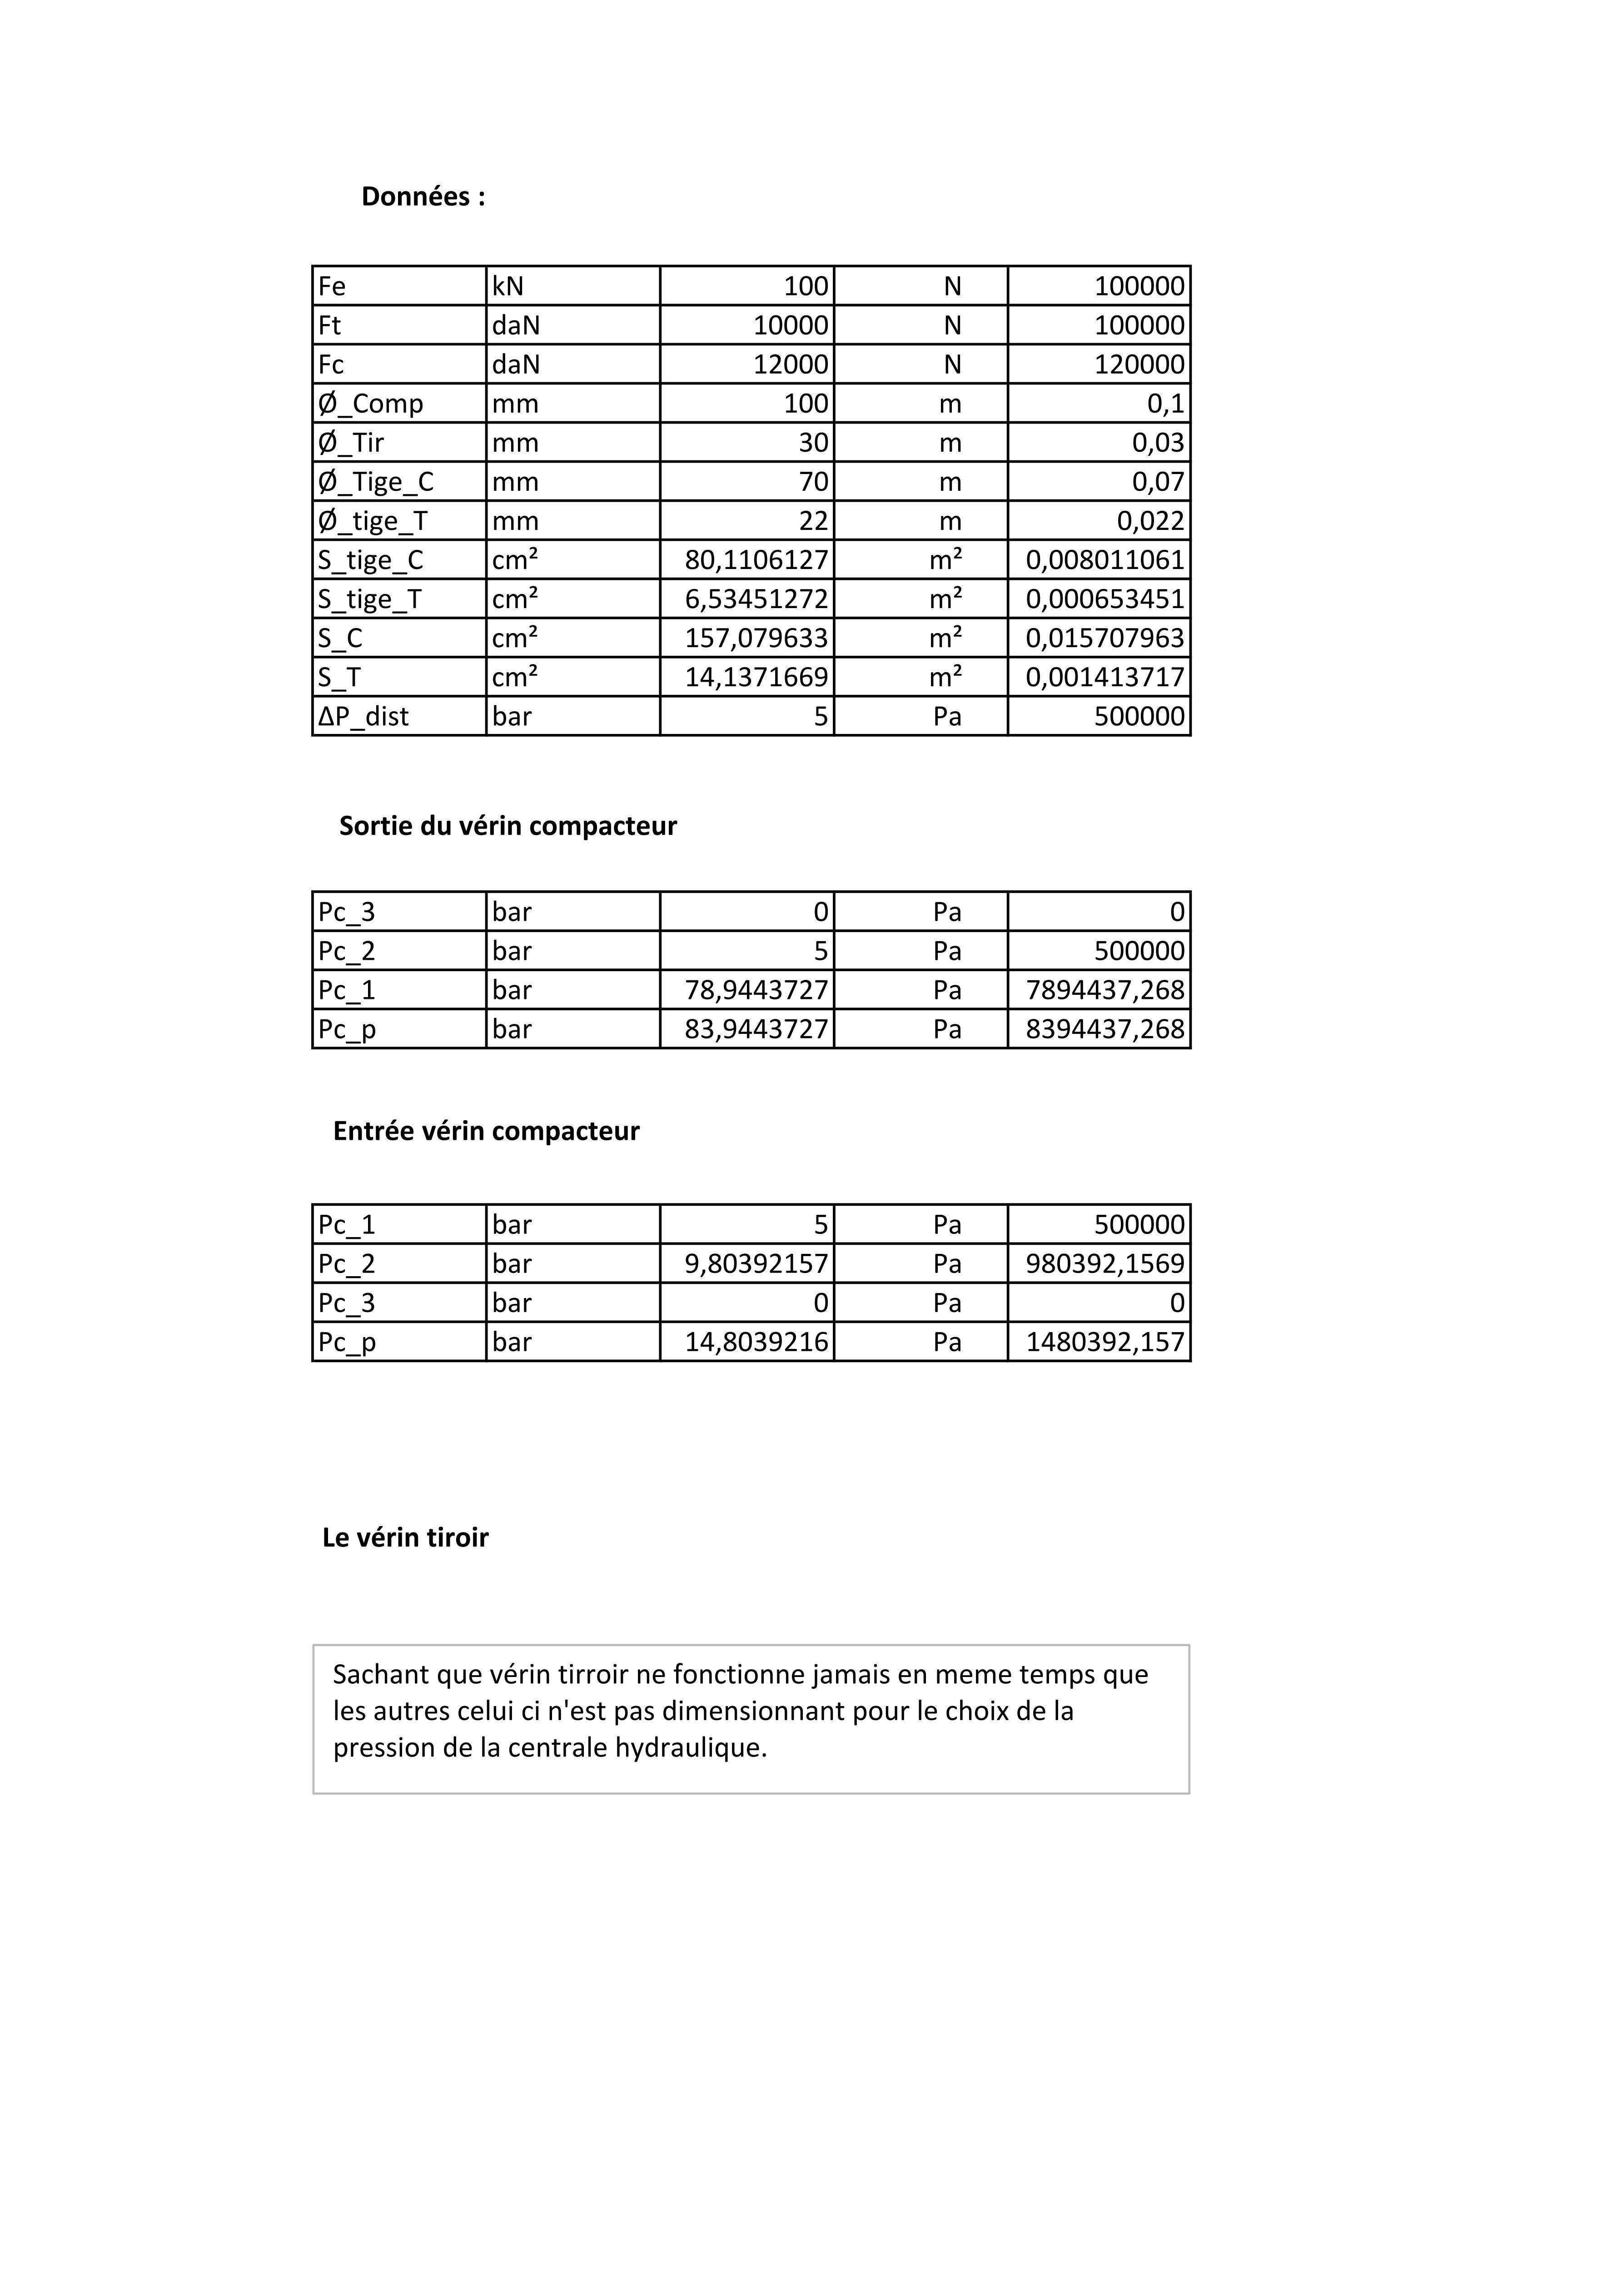 Données :
Fe kN 100 N 100000
Ft daN 10000 N 100000
Fc daN 12000 N 120000
Ø_Comp mm 100 m 0,1
Ø_Tir mm 30 m 0,03
Ø_Tige_C mm 70 m 0,07
Ø_tige_T mm 22 m 0,022
S_tige_C cm² 80,1106127 m² 0,008011061
S_tige_T cm² 6,53451272 m² 0,000653451
S_C cm² 157,079633 m² 0,015707963
S_T cm² 14,1371669 m² 0,001413717
ΔP_dist bar 5 Pa 500000
Sortie du vérin compacteur
Pc_3 bar 0 Pa 0
Pc_2 bar 5 Pa 500000
Pc_1 bar 78,9443727 Pa 7894437,268
Pc_p bar 83,9443727 Pa 8394437,268
Entrée vérin compacteur
Pc_1 bar 5 Pa 500000
Pc_2 bar 9,80392157 Pa 980392,1569
Pc_3 bar 0 Pa 0
Pc_p bar 14,8039216 Pa 1480392,157
Le vérin tiroir
Sachant que vérin tirroir ne fonctionne jamais en meme temps que
les autres celui ci n'est pas dimensionnant pour le choix de la
pression de la centrale hydraulique.